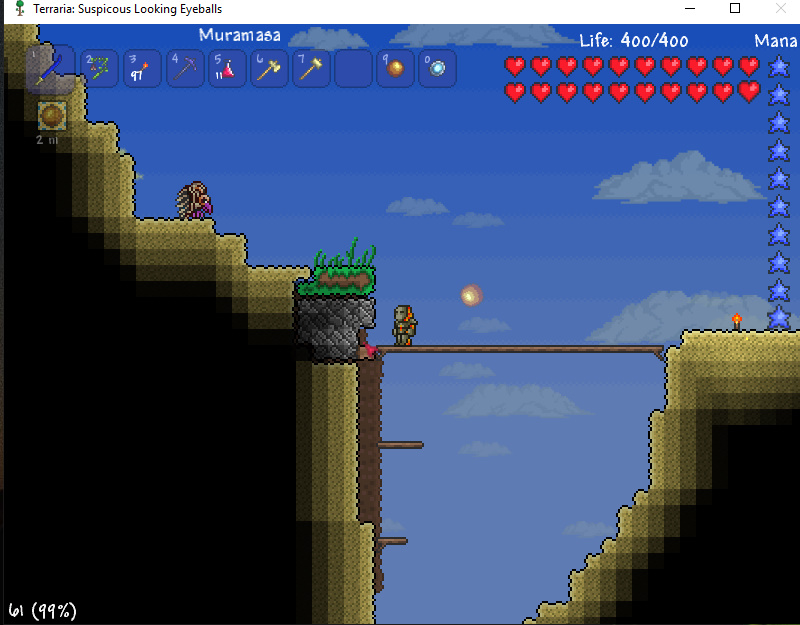 Terraria: Suspicous Looking Eyeballs
Muramasa
Life: 400/400
Mana
1 2 3 4 5 6 7 9 0
97 11
2 m
61 (99%)